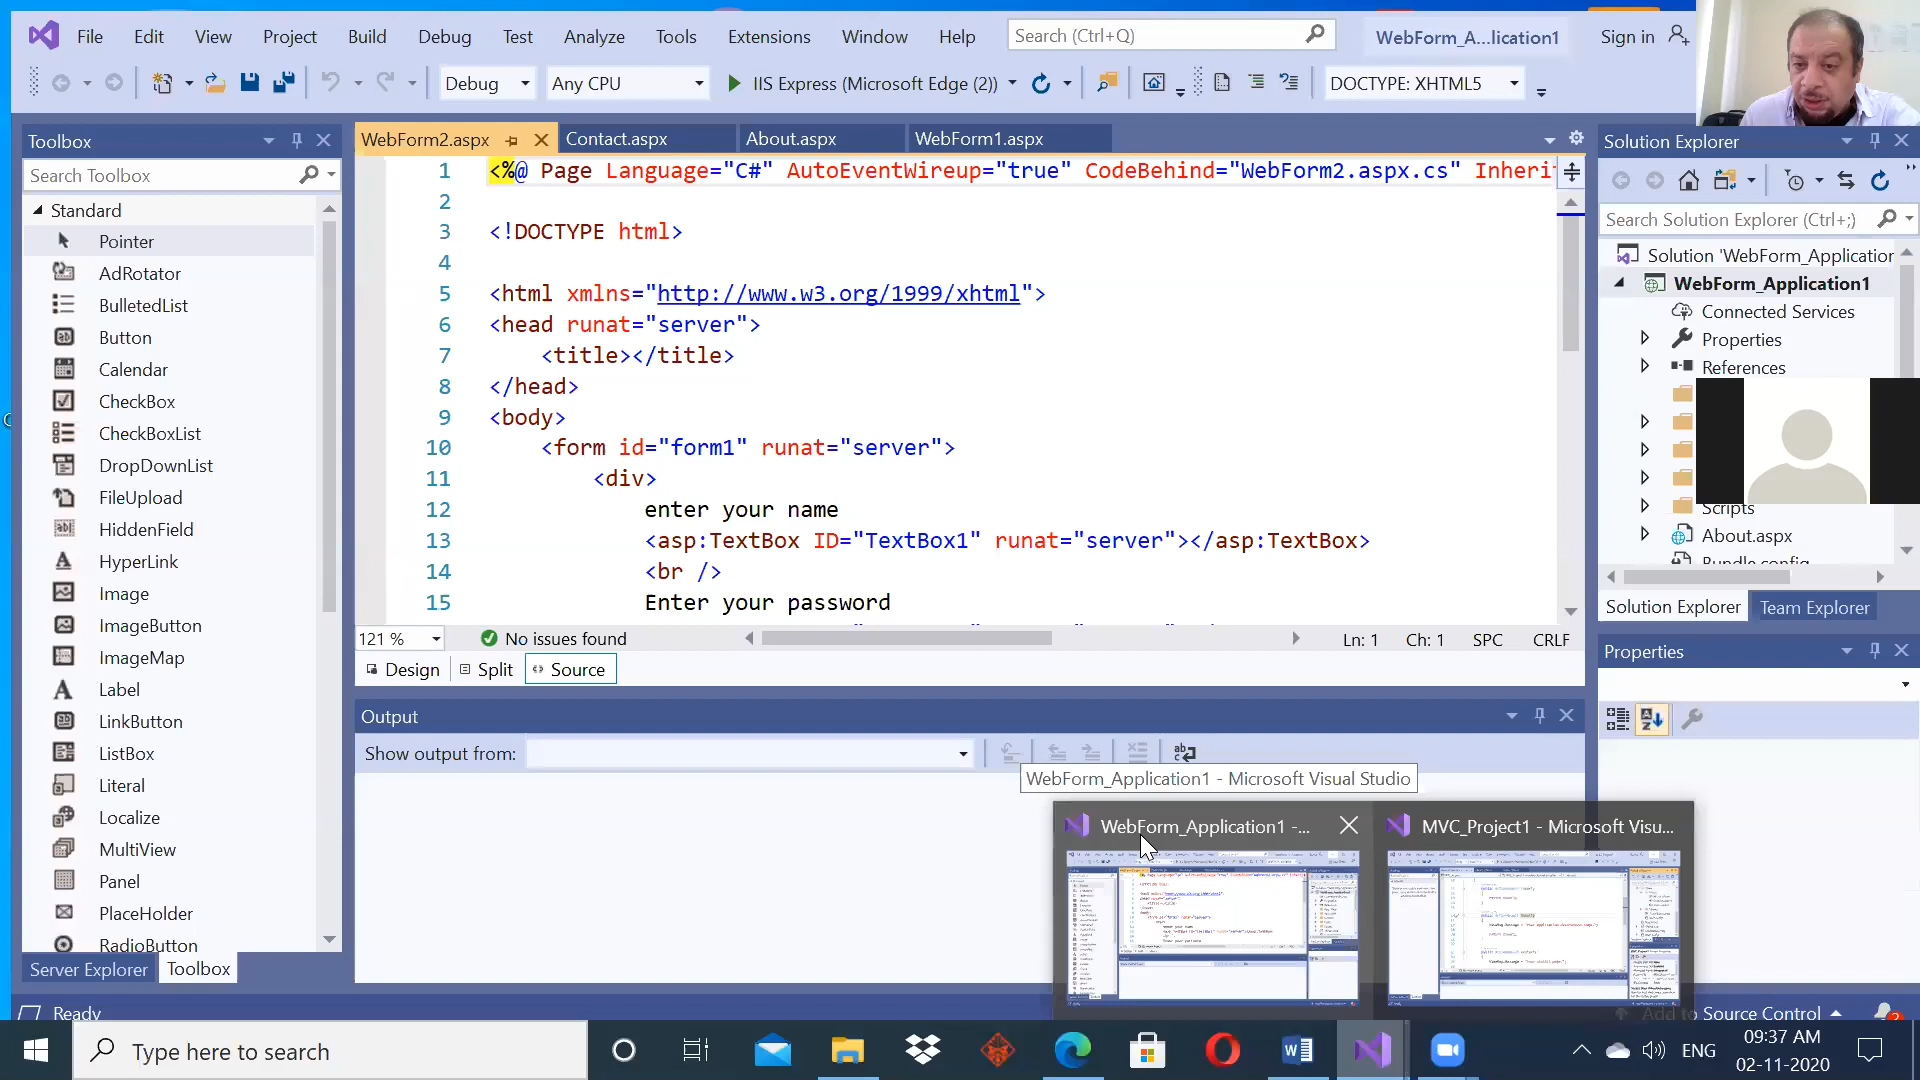 File Edit View Project Build Debug Test Analyze Tools Extensions Window Help Search (Ctrl+Q) WebForm_A...lication1 Sign in
Debug Any CPU IIS Express (Microsoft Edge (2)) DOCTYPE: XHTML5
Toolbox
Search Toolbox
Standard
Pointer
AdRotator
BulletedList
Button
Calendar
CheckBox
CheckBoxList
DropDownList
FileUpload
HiddenField
HyperLink
Image
ImageButton
ImageMap
Label
LinkButton
ListBox
Literal
Localize
MultiView
Panel
PlaceHolder
RadioButton
Server Explorer Toolbox
WebForm2.aspx Contact.aspx About.aspx WebForm1.aspx
1 <%@ Page Language="C#" AutoEventWireup="true" CodeBehind="WebForm2.aspx.cs" Inheri
2
3 <!DOCTYPE html>
4
5 <html xmlns="http://www.w3.org/1999/xhtml">
6 <head runat="server">
7 <title></title>
8 </head>
9 <body>
10 <form id="form1" runat="server">
11 <div>
12 enter your name
13 <asp:TextBox ID="TextBox1" runat="server"></asp:TextBox>
14 <br />
15 Enter your password
121 % No issues found Ln: 1 Ch: 1 SPC CRLF
Design Split Source
Output
Show output from:
WebForm_Application1 - Microsoft Visual Studio
WebForm_Application1 -... MVC_Project1 - Microsoft Visu...
Solution Explorer
Search Solution Explorer (Ctrl+;)
Solution 'WebForm_Application
WebForm_Application1
Connected Services
Properties
References
Scripts
About.aspx
Bundle.config
Solution Explorer Team Explorer
Properties
Ready Add to Source Control 2
Type here to search ENG 09:37 AM
02-11-2020